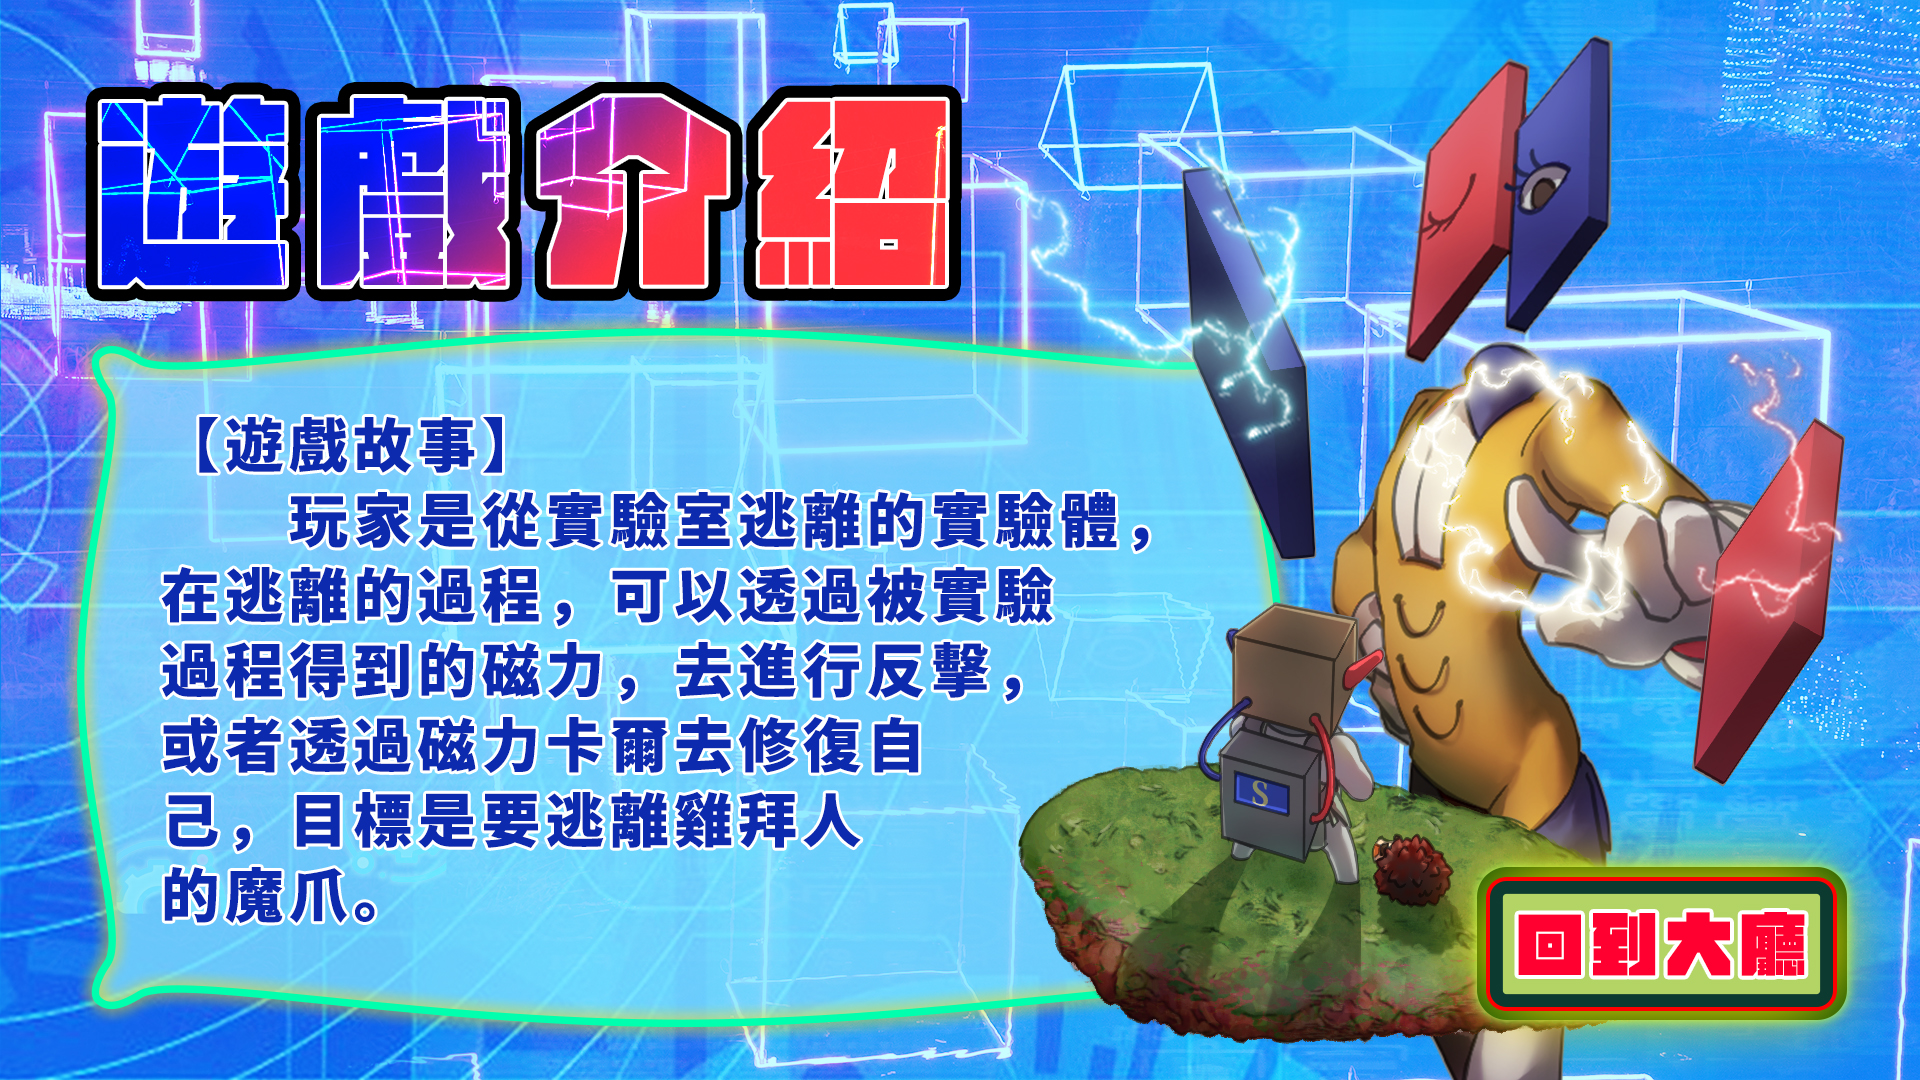 遊戲介紹
【遊戲故事】
玩家是從實驗室逃離的實驗體，
在逃離的過程，可以透過被實驗
過程得到的磁力，去進行反擊，
或者透過磁力卡爾去修復自
己，目標是要逃離雞拜人
的魔爪。
S
回到大廳